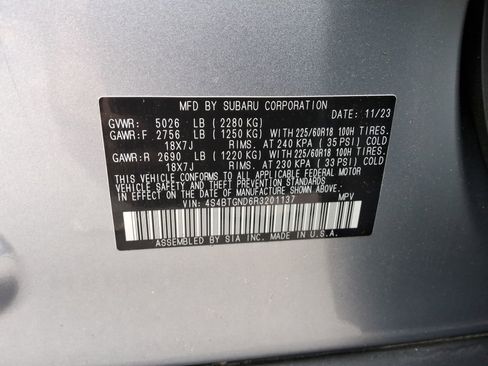 MFD BY SUBARU CORPORATION
DATE: 11/23
GVWR: 5026 LB ( 2280 KG)
GAWR:F 2756 LB ( 1250 KG) WITH 225/60R18 100H TIRES.
18X7J RIMS. AT 240 KPA ( 35 PSI) COLD
GAWR:R 2690 LB ( 1220 KG) WITH 225/60R18 100H TIRES.
18X7J RIMS. AT 230 KPA ( 33 PSI) COLD
THIS VEHICLE CONFORMS TO ALL APPLICABLE FEDERAL MOTOR
VEHICLE SAFETY AND THEFT PREVENTION STANDARDS
IN EFFECT ON THE DATE OF MANUFACTURE SHOWN ABOVE.
VIN: 4S4BTGND6R3201137 MPV
ASSEMBLED BY SIA INC. MADE IN U.S.A.